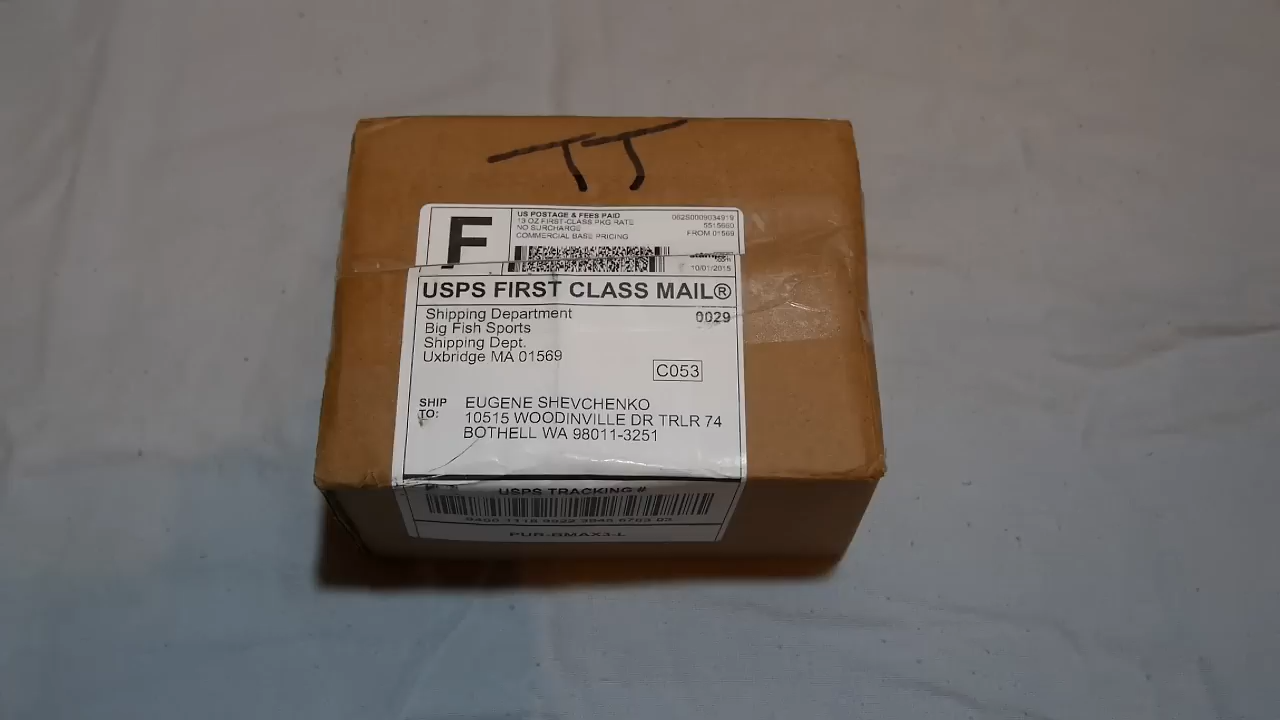 TT
F
US POSTAGE & FEES PAID
13 OZ FIRST-CLASS PKG RATE
NO SURCHARGE
COMMERCIAL BASE PRICING
062S0009034919
5515660
FROM 01569
10/01/2015
USPS FIRST CLASS MAIL®
Shipping Department
0029
Big Fish Sports
Shipping Dept.
Uxbridge MA 01569
C053
SHIP TO:
EUGENE SHEVCHENKO
10515 WOODINVILLE DR TRLR 74
BOTHELL WA 98011-3251
USPS TRACKING #